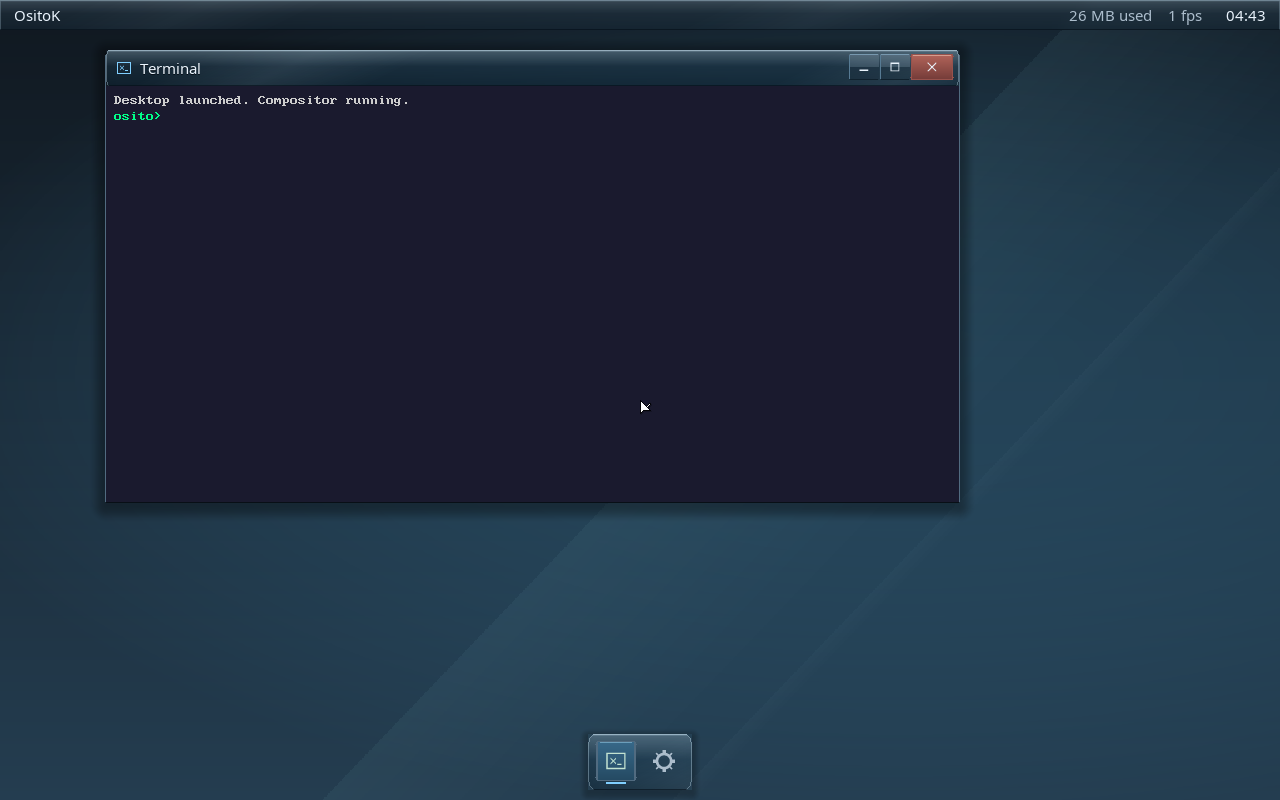 OsitoK
26 MB used 1 fps 04:43
Terminal
Desktop launched. Compositor running.
osito>